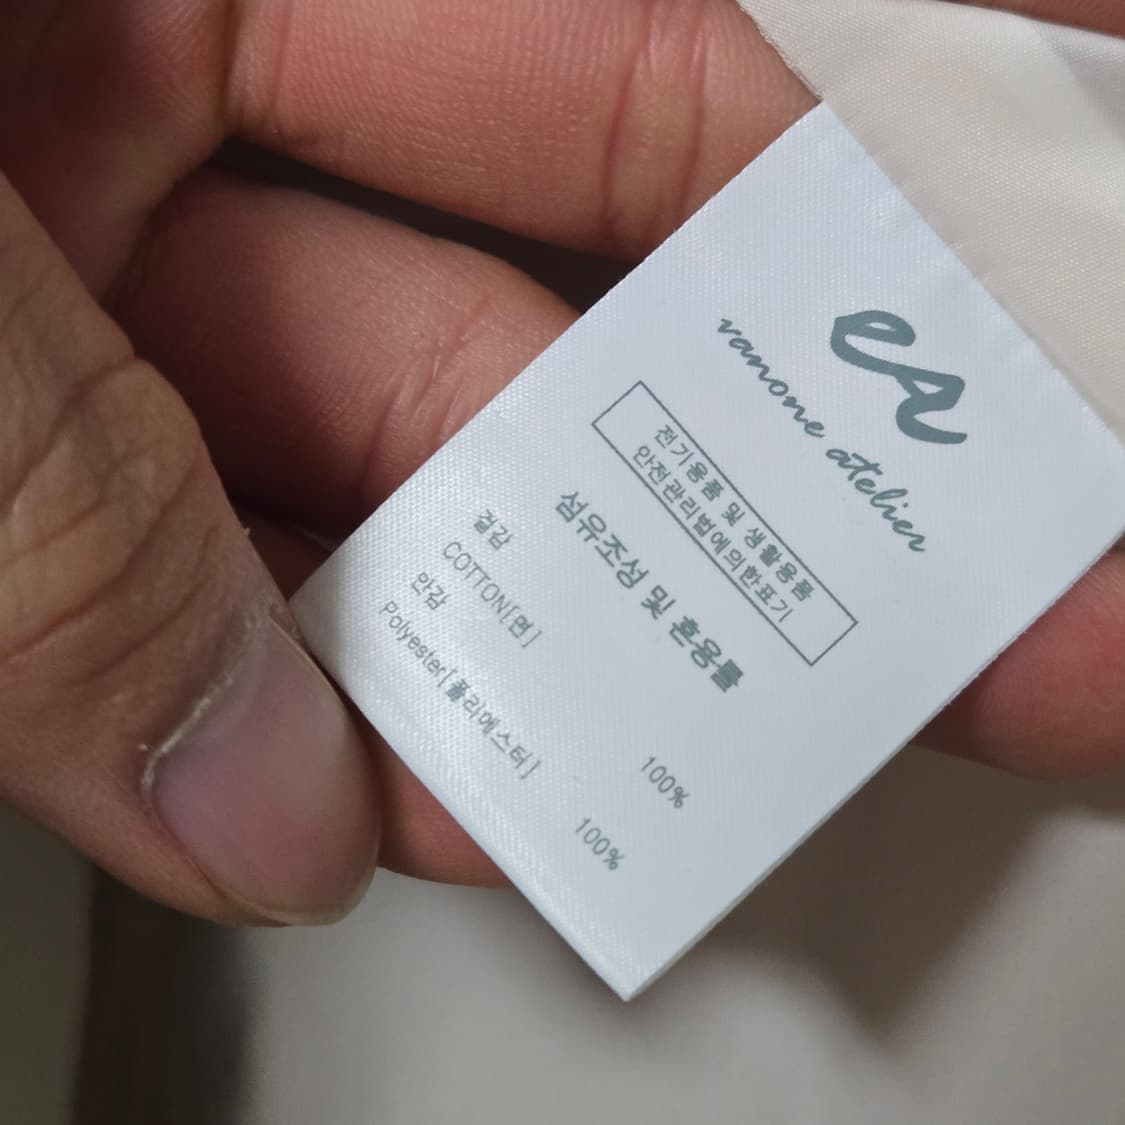 ea
vanone atelier
전기용품 및 생활용품
안전관리법에의한표기
섬유조성 및 혼용률
겉감
COTTON[면] 100%
안감
Polyester[폴리에스터] 100%